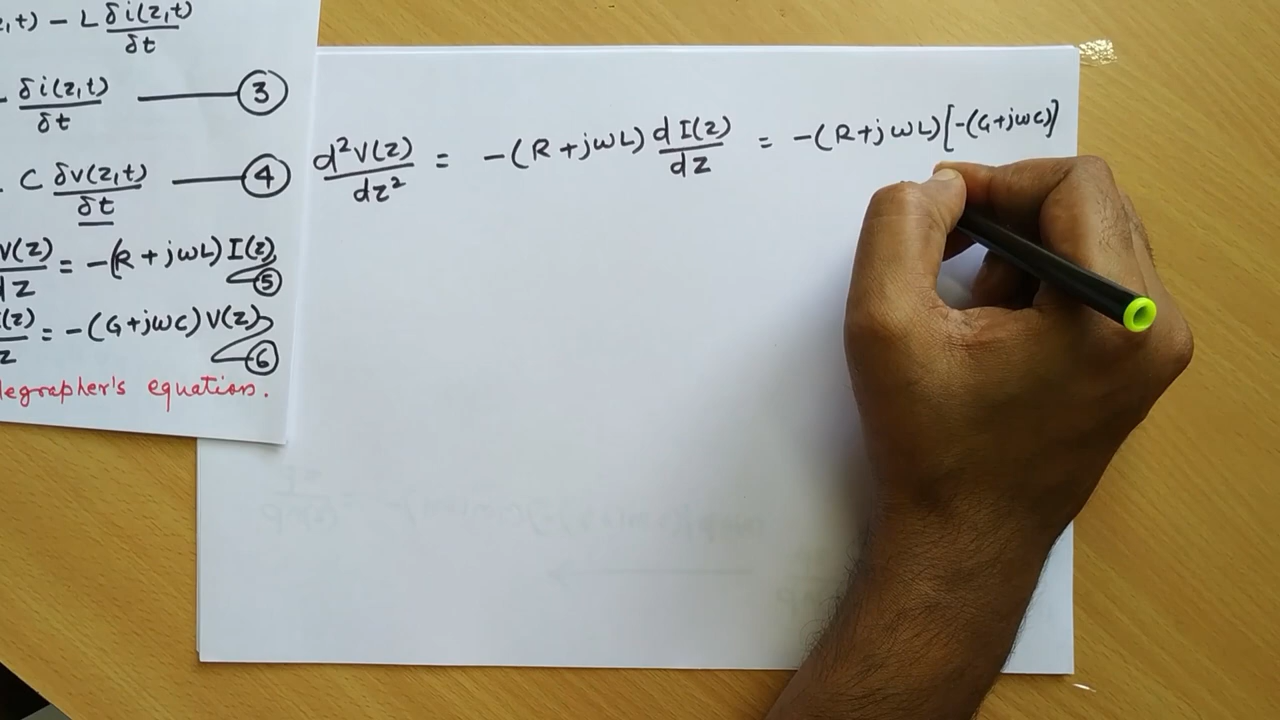 ,t) - L δi(z,t)/δt
δi(z,t)/δt ——— ③
C δv(z,t)/δt ——— ④
V(z)/dz = -(R + jωL) I(z) ⑤
(z)/z = -(G+jωC) V(z) ⑥
legrapher's equation.
d²V(z)/dz² = -(R + jωL) dI(z)/dz = -(R+jωL)[-(G+jωC)]